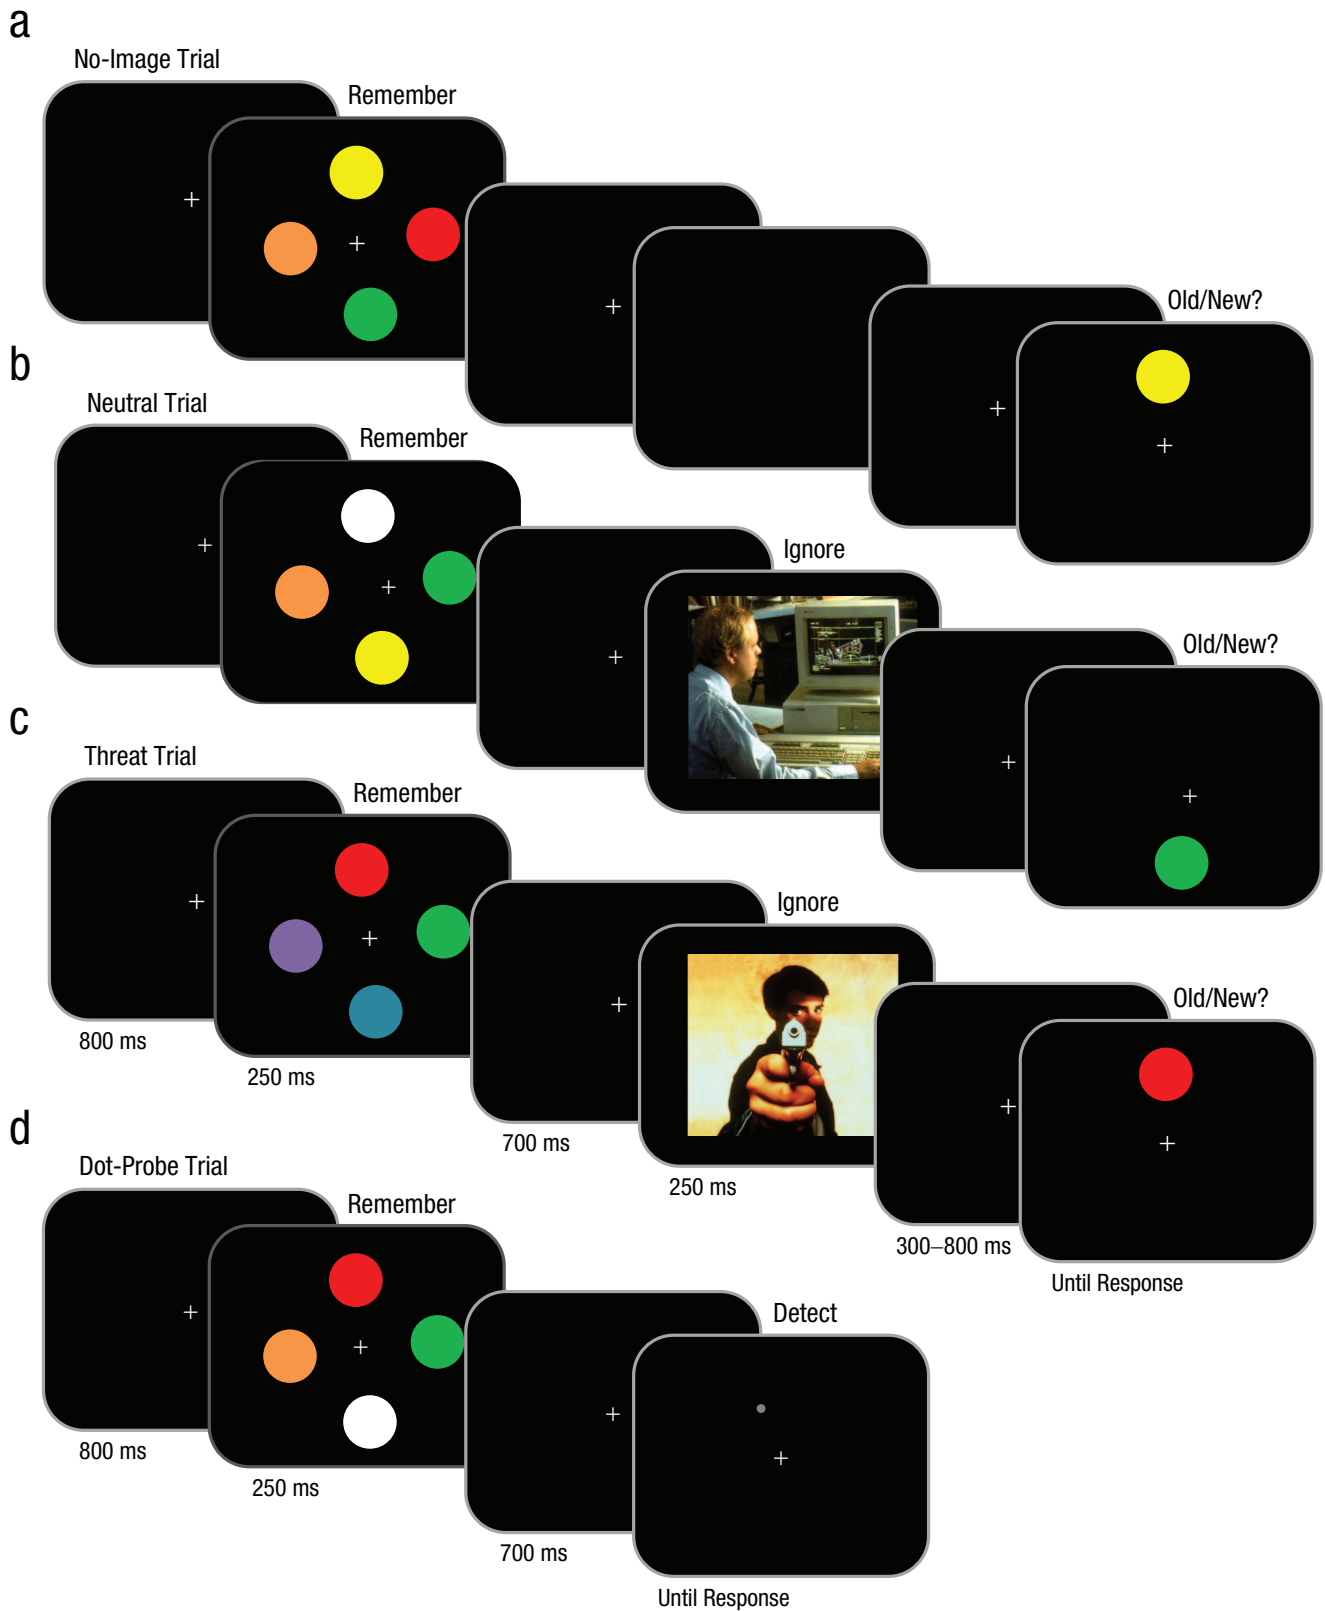 a
No-Image Trial
Remember
Old/New?
b
Neutral Trial
Remember
Ignore
Old/New?
c
Threat Trial
Remember
Ignore
Old/New?
800 ms
250 ms
700 ms
250 ms
300–800 ms
Until Response
d
Dot-Probe Trial
Remember
Detect
800 ms
250 ms
700 ms
Until Response